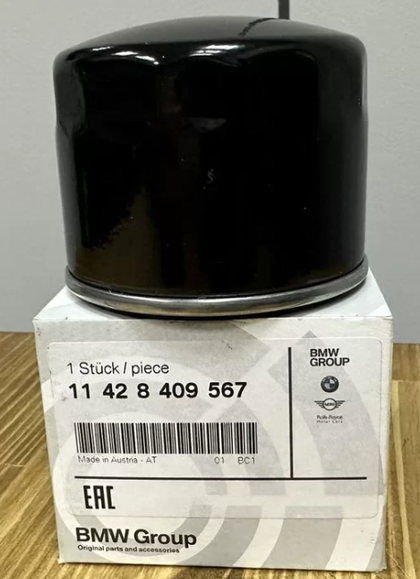 1 Stück / piece
11 42 8 409 567
BMW
GROUP
MINI
Rolls-Royce
Motor Cars
Made in Austria - AT 01 BC1
EAC
BMW Group
Original parts and accessories